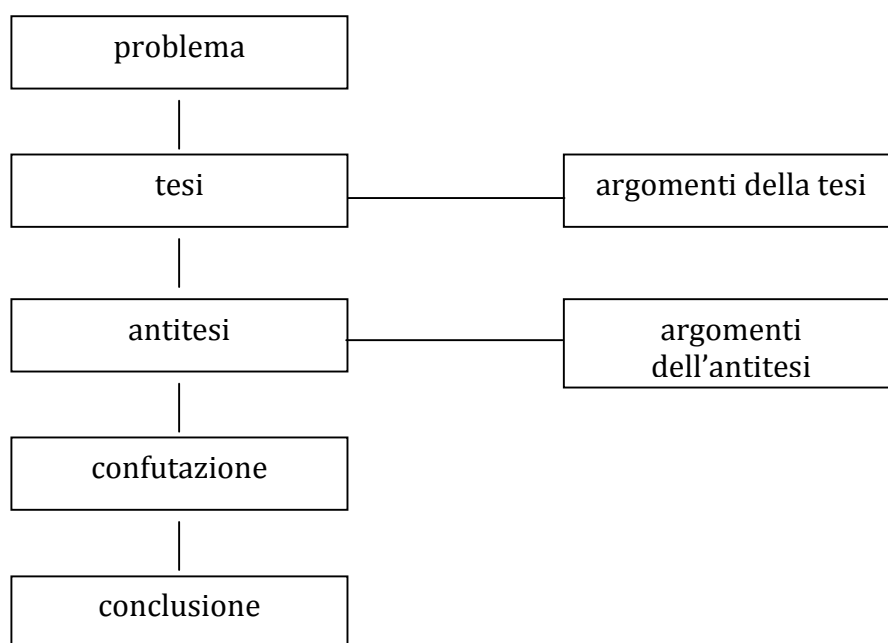 problema
tesi
argomenti della tesi
antitesi
argomenti
dell’antitesi
confutazione
conclusione